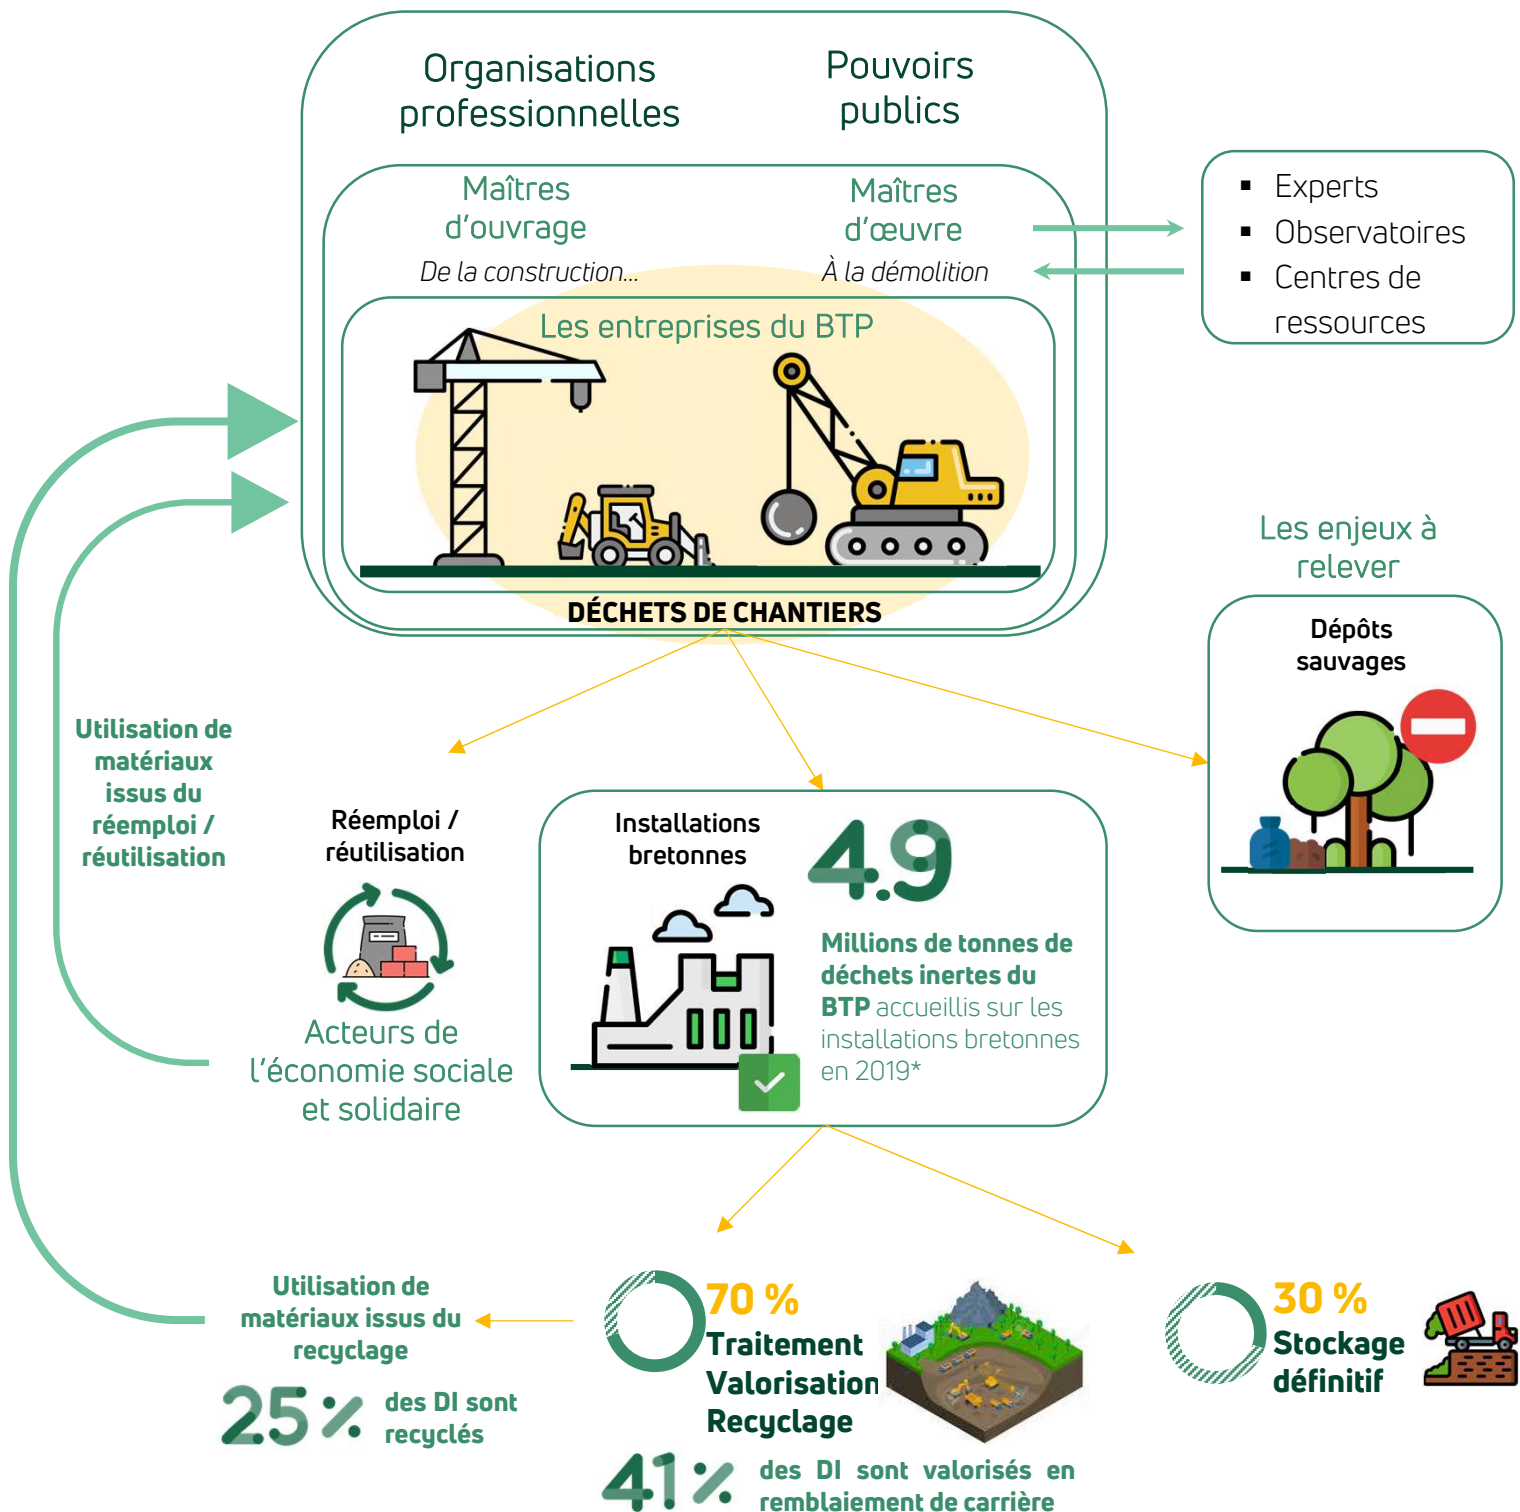 Organisations
professionnelles
Pouvoirs
publics
Maîtres
d'ouvrage
De la construction...
Maîtres
d'œuvre
À la démolition
▪ Experts
▪ Observatoires
▪ Centres de
ressources
Les entreprises du BTP
DÉCHETS DE CHANTIERS
Les enjeux à
relever
Dépôts
sauvages
Utilisation de
matériaux
issus du
réemploi /
réutilisation
Réemploi /
réutilisation
Acteurs de
l'économie sociale
et solidaire
Installations
bretonnes
4.9
Millions de tonnes de
déchets inertes du
BTP accueillis sur les
installations bretonnes
en 2019*
Utilisation de
matériaux issus du
recyclage
25 %
des DI sont
recyclés
70 %
Traitement
Valorisation
Recyclage
41 %
des DI sont valorisés en
remblaiement de carrière
30 %
Stockage
définitif